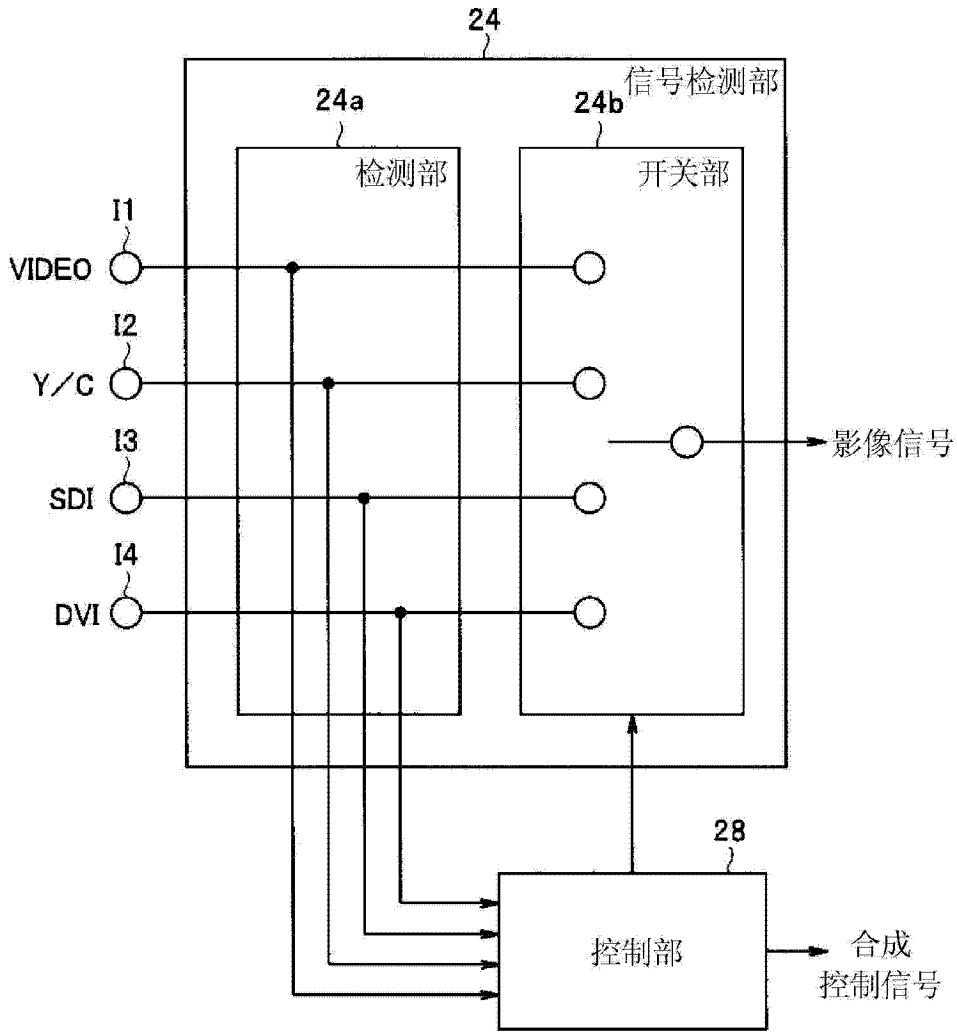 24
信号检测部
24a
检测部
24b
开关部
I1
VIDEO
I2
Y/C
I3
SDI
I4
DVI
影像信号
28
控制部
合成
控制信号